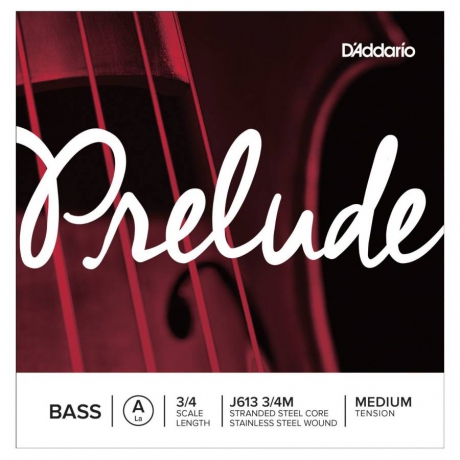 D'Addario
Prelude
BASS
A
La
3/4
SCALE
LENGTH
J613 3/4M
STRANDED STEEL CORE
STAINLESS STEEL WOUND
MEDIUM
TENSION